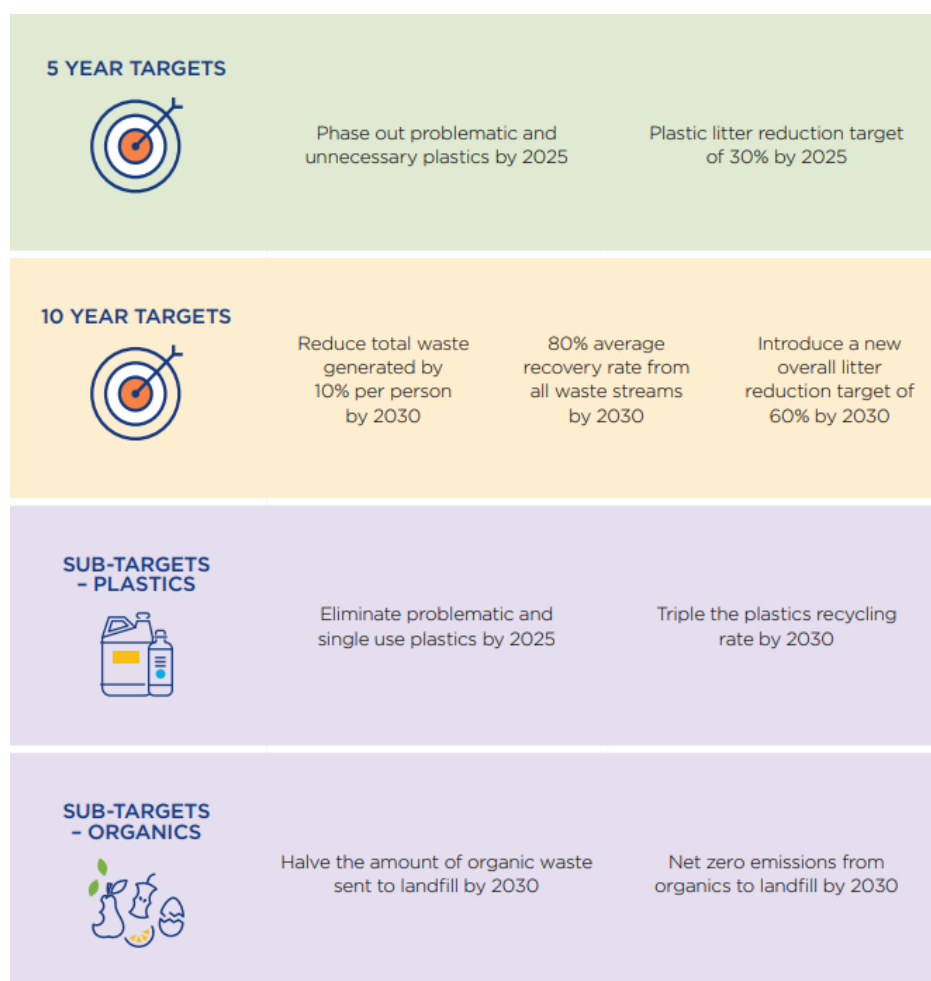 5 YEAR TARGETS
Phase out problematic and
unnecessary plastics by 2025
Plastic litter reduction target
of 30% by 2025
10 YEAR TARGETS
Reduce total waste
generated by
10% per person
by 2030
80% average
recovery rate from
all waste streams
by 2030
Introduce a new
overall litter
reduction target of
60% by 2030
SUB-TARGETS
– PLASTICS
Eliminate problematic and
single use plastics by 2025
Triple the plastics recycling
rate by 2030
SUB-TARGETS
– ORGANICS
Halve the amount of organic waste
sent to landfill by 2030
Net zero emissions from
organics to landfill by 2030